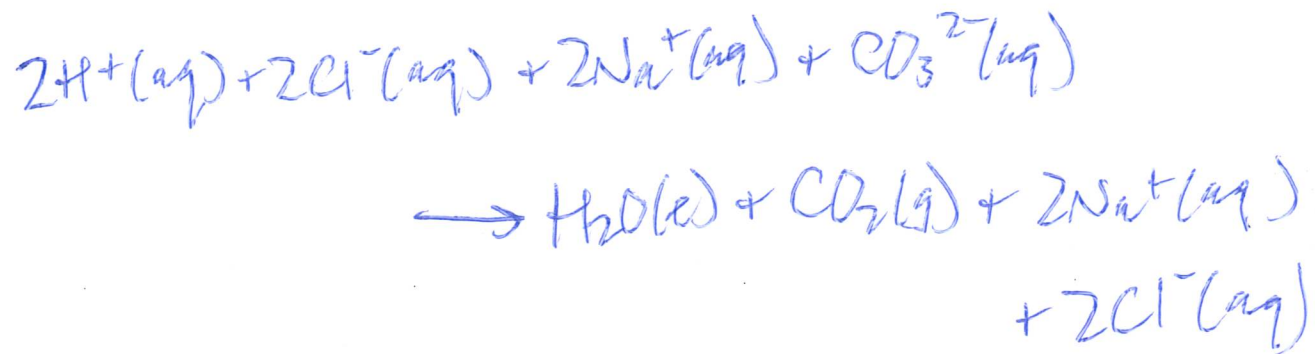 2H⁺(aq) + 2Cl⁻(aq) + 2Na⁺(aq) + CO₃²⁻(aq)
⟶ H₂O(ℓ) + CO₂(g) + 2Na⁺(aq)
+ 2Cl⁻(aq)